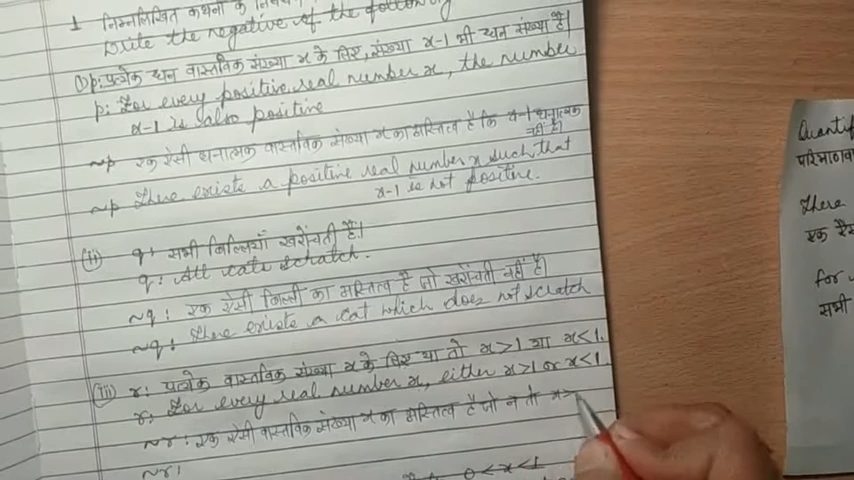 1 निम्नलिखित कथनों के
Write the negative of the following
(i) p: प्रत्येक धन वास्तविक संख्या x के लिए, संख्या x-1 भी धन संख्या है|
p: For every positive real number x, the number
x-1 is also positive
~p एक ऐसी धनात्मक वास्तविक संख्या x का अस्तित्व है कि x-1 धनात्मक
नहीं है|
~p There exists a positive real number x such that
x-1 is not positive.
(ii) q: सभी बिल्लियाँ खरोंचती हैं|
q: All cats scratch.
~q: एक ऐसी बिल्ली का अस्तित्व है जो खरोंचती नहीं है|
~q: There exists a cat which does not scratch
(iii) r: प्रत्येक वास्तविक संख्या x के लिए या तो x>1 या x<1.
r: For every real number x, either x>1 or x<1
~r: एक ऐसी वास्तविक संख्या x का अस्तित्व है जो न तो x>
~r:
0<x<1
Quantif
परिमाणवा
There
एक ऐस
for
सभी